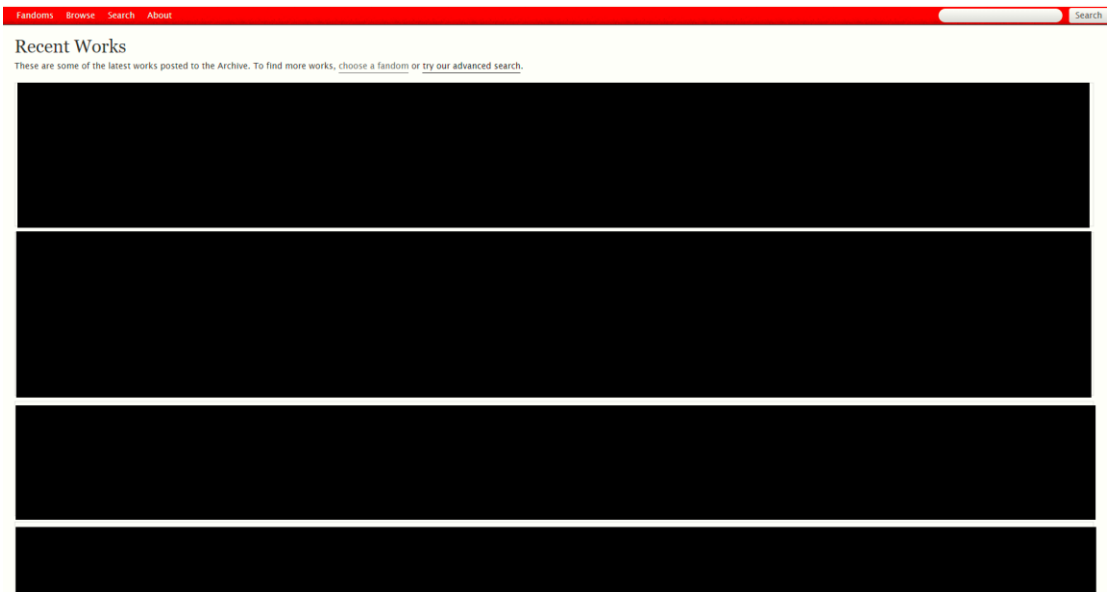 Fandoms Browse Search About Search
Recent Works
These are some of the latest works posted to the Archive. To find more works, choose a fandom or try our advanced search.